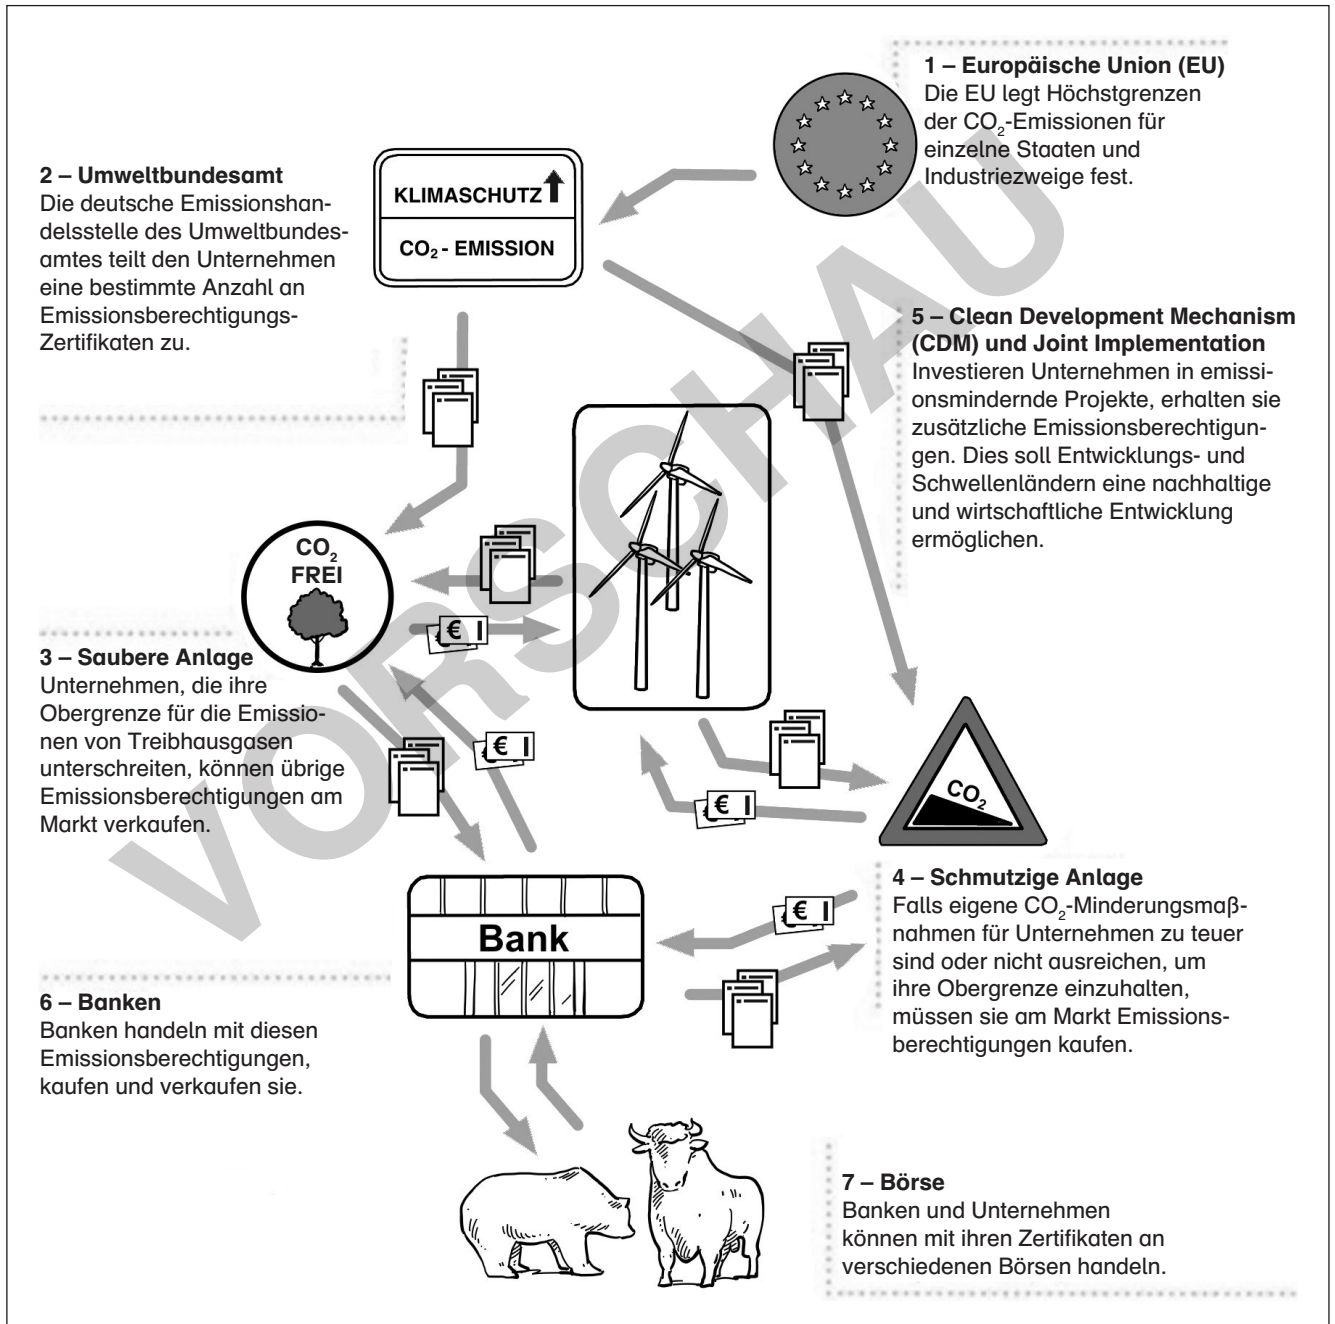 1 – Europäische Union (EU)
Die EU legt Höchstgrenzen
der CO₂-Emissionen für
einzelne Staaten und
Industriezweige fest.
2 – Umweltbundesamt
Die deutsche Emissionshan-
delsstelle des Umweltbundes-
amtes teilt den Unternehmen
eine bestimmte Anzahl an
Emissionsberechtigungs-
Zertifikaten zu.
KLIMASCHUTZ
CO₂ - EMISSION
5 – Clean Development Mechanism
(CDM) und Joint Implementation
Investieren Unternehmen in emissi-
onsmindernde Projekte, erhalten sie
zusätzliche Emissionsberechtigun-
gen. Dies soll Entwicklungs- und
Schwellenländern eine nachhaltige
und wirtschaftliche Entwicklung
ermöglichen.
CO₂
FREI
€
€
3 – Saubere Anlage
Unternehmen, die ihre
Obergrenze für die Emissio-
nen von Treibhausgasen
unterschreiten, können übrige
Emissionsberechtigungen am
Markt verkaufen.
€
€
€
CO₂
4 – Schmutzige Anlage
Falls eigene CO₂-Minderungsmaß-
nahmen für Unternehmen zu teuer
sind oder nicht ausreichen, um
ihre Obergrenze einzuhalten,
müssen sie am Markt Emissions-
berechtigungen kaufen.
€
Bank
6 – Banken
Banken handeln mit diesen
Emissionsberechtigungen,
kaufen und verkaufen sie.
7 – Börse
Banken und Unternehmen
können mit ihren Zertifikaten an
verschiedenen Börsen handeln.
VORSCHAU